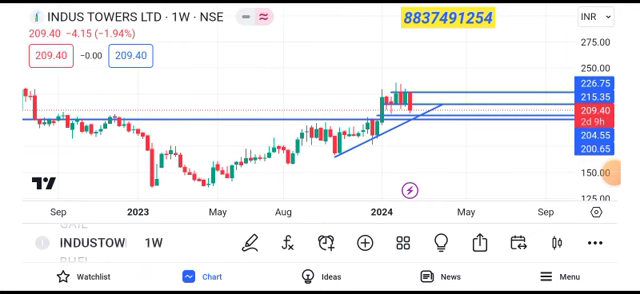 INDUS TOWERS LTD · 1W · NSE
8837491254
INR
209.40 −4.15 (−1.94%)
209.40 −0.00 209.40
275.00
250.00
226.75
215.35
209.40
2d 9h
204.55
200.65
150.00
125.00
Sep 2023 May Aug 2024 May Sep
INDUSTOW 1W
Watchlist Chart Ideas News Menu